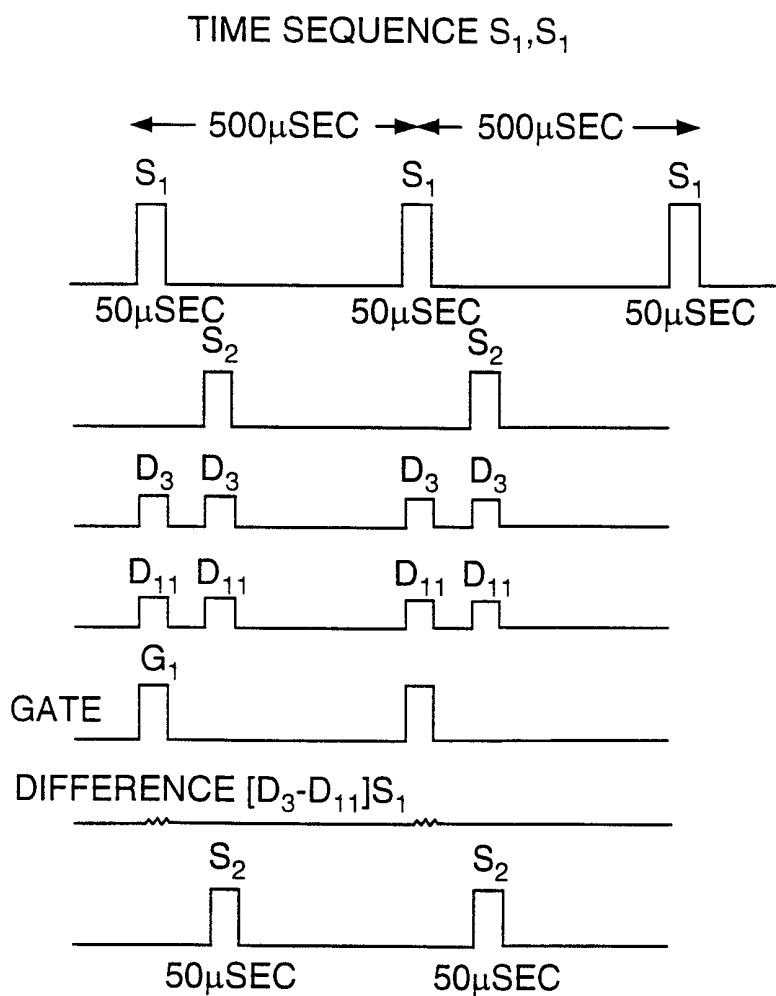 TIME SEQUENCE S₁,S₁
500μSEC 500μSEC
S₁ S₁ S₁
50μSEC 50μSEC 50μSEC
S₂ S₂
D₃ D₃ D₃ D₃
D₁₁ D₁₁ D₁₁ D₁₁
G₁
GATE
DIFFERENCE [D₃-D₁₁]S₁
S₂ S₂
50μSEC 50μSEC